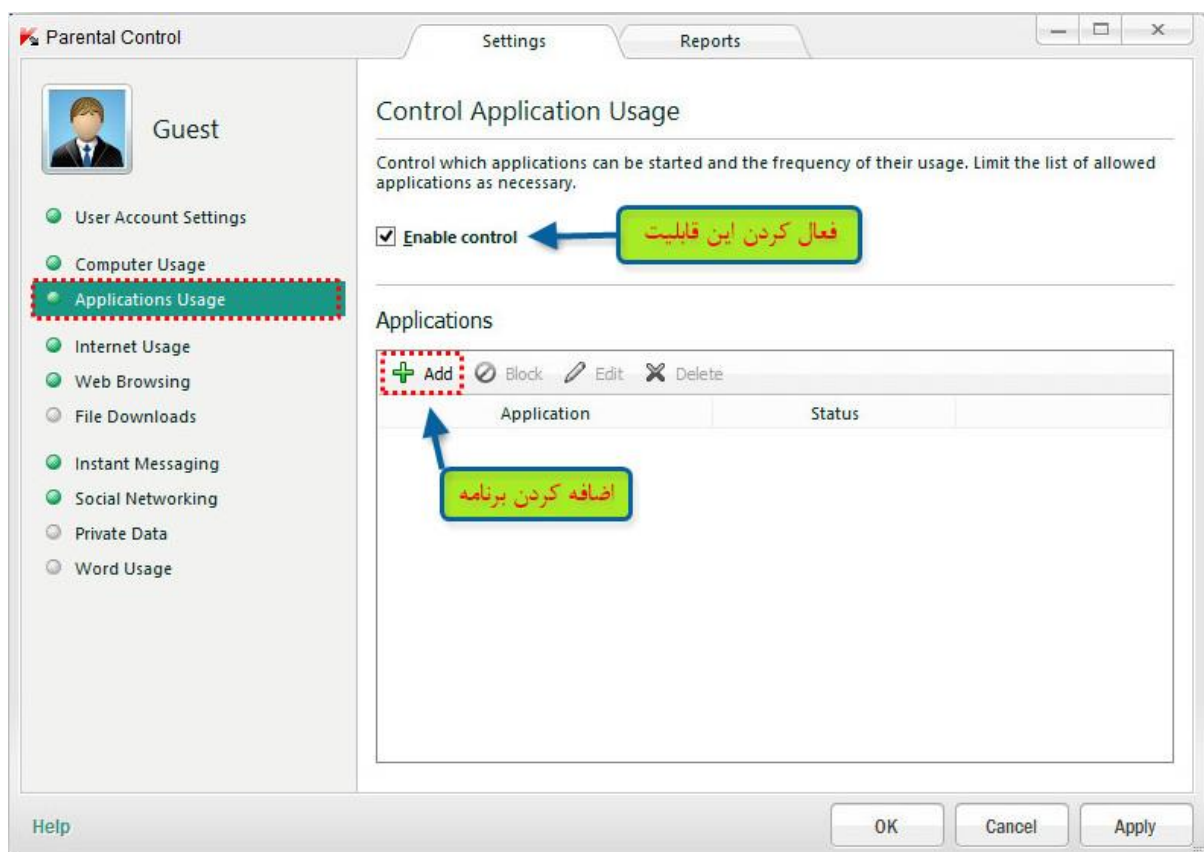 Parental Control
Settings
Reports
Guest
User Account Settings
Computer Usage
Applications Usage
Internet Usage
Web Browsing
File Downloads
Instant Messaging
Social Networking
Private Data
Word Usage
Control Application Usage
Control which applications can be started and the frequency of their usage. Limit the list of allowed
applications as necessary.
Enable control
فعال کردن این قابلیت
Applications
Add Block Edit Delete
Application Status
اضافه کردن برنامه
Help
OK Cancel Apply